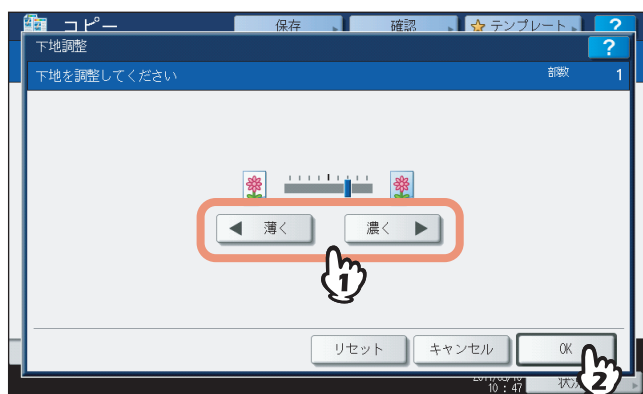 コピー 保存 確認 テンプレート ?
下地調整 ?
下地を調整してください 部数 1
薄く 濃く
1
リセット キャンセル OK
2
10 : 47